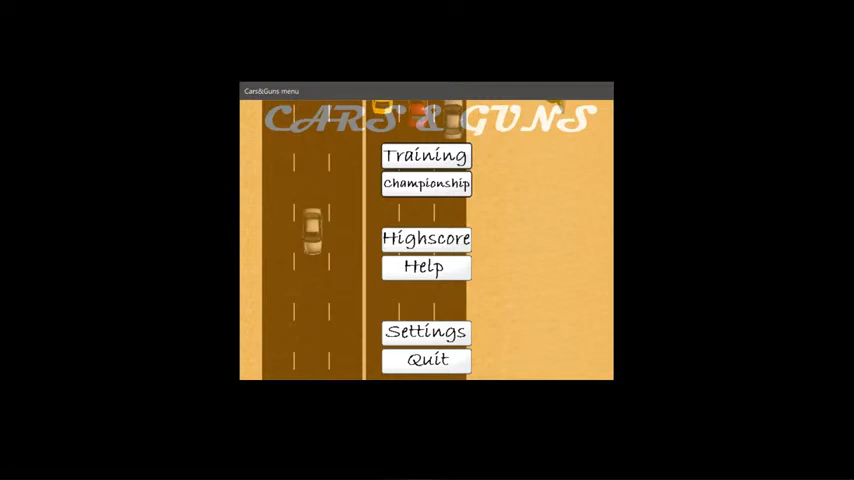 Cars&Guns menu
CARS & GUNS
Training
Championship
Highscore
Help
Settings
Quit